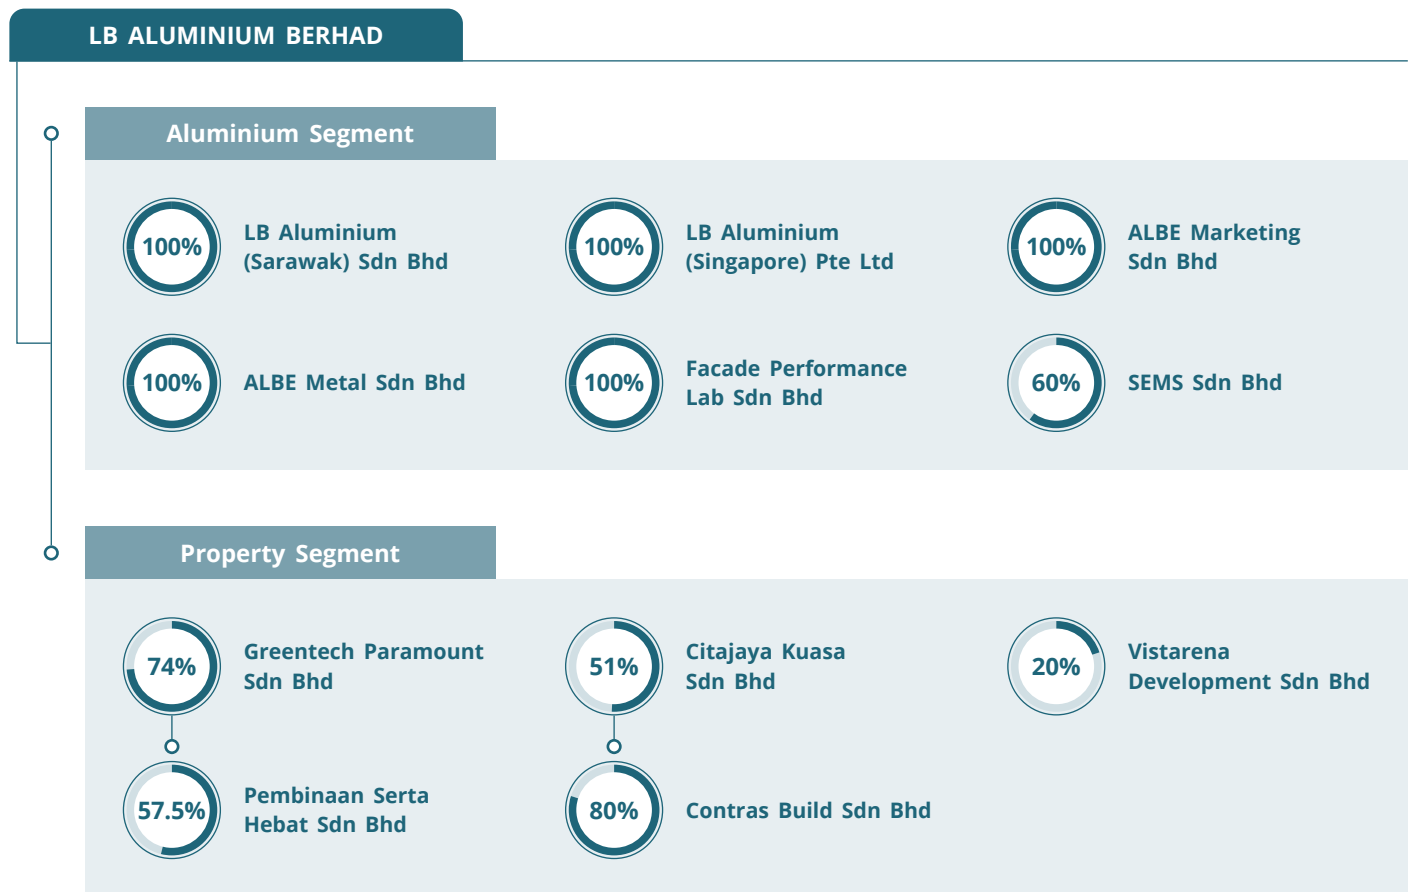 LB ALUMINIUM BERHAD
Aluminium Segment
100%
LB Aluminium
(Sarawak) Sdn Bhd
100%
LB Aluminium
(Singapore) Pte Ltd
100%
ALBE Marketing
Sdn Bhd
100%
ALBE Metal Sdn Bhd
100%
Facade Performance
Lab Sdn Bhd
60%
SEMS Sdn Bhd
Property Segment
74%
Greentech Paramount
Sdn Bhd
51%
Citajaya Kuasa
Sdn Bhd
20%
Vistarena
Development Sdn Bhd
57.5%
Pembinaan Serta
Hebat Sdn Bhd
80%
Contras Build Sdn Bhd